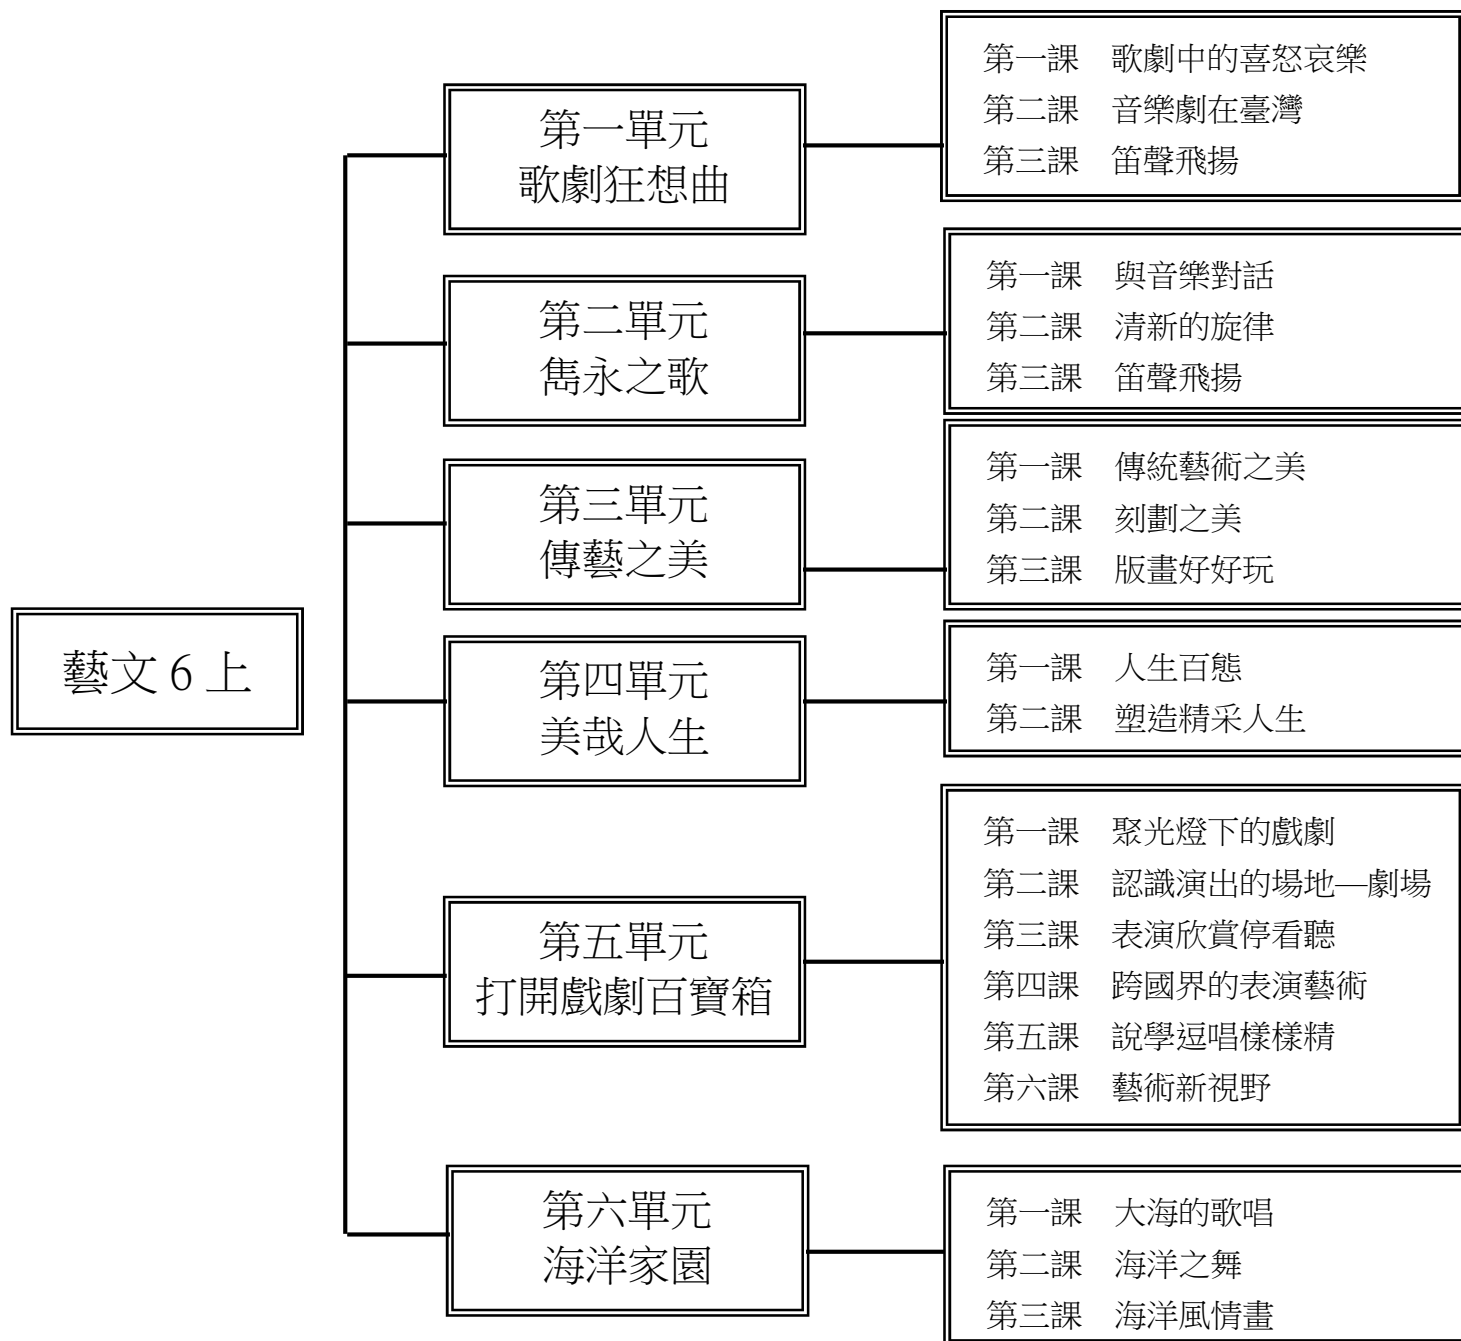 藝文 6 上
第一單元
歌劇狂想曲
第一課　歌劇中的喜怒哀樂
第二課　音樂劇在臺灣
第三課　笛聲飛揚
第二單元
雋永之歌
第一課　與音樂對話
第二課　清新的旋律
第三課　笛聲飛揚
第三單元
傳藝之美
第一課　傳統藝術之美
第二課　刻劃之美
第三課　版畫好好玩
第四單元
美哉人生
第一課　人生百態
第二課　塑造精采人生
第五單元
打開戲劇百寶箱
第一課　聚光燈下的戲劇
第二課　認識演出的場地—劇場
第三課　表演欣賞停看聽
第四課　跨國界的表演藝術
第五課　說學逗唱樣樣精
第六課　藝術新視野
第六單元
海洋家園
第一課　大海的歌唱
第二課　海洋之舞
第三課　海洋風情畫